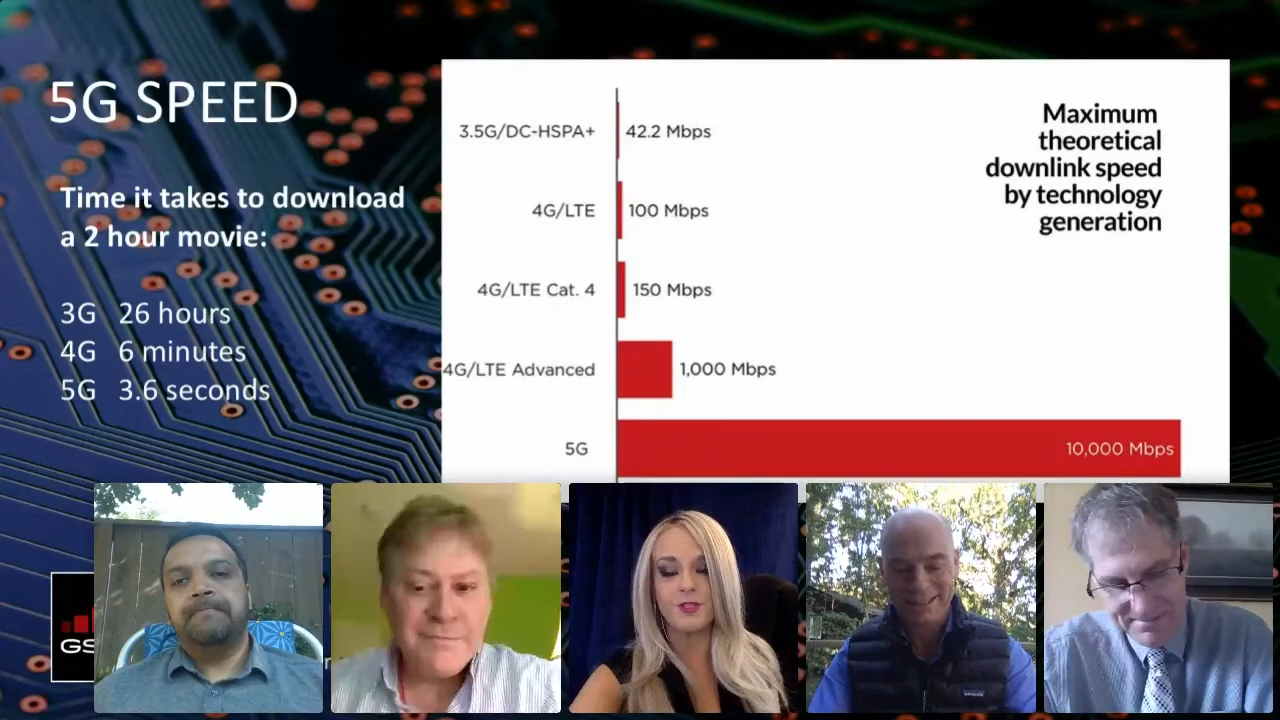 5G SPEED
Time it takes to download
a 2 hour movie:
3G 26 hours
4G 6 minutes
5G 3.6 seconds
Maximum
theoretical
downlink speed
by technology
generation
3.5G/DC-HSPA+ 42.2 Mbps
4G/LTE 100 Mbps
4G/LTE Cat. 4 150 Mbps
4G/LTE Advanced 1,000 Mbps
5G 10,000 Mbps
GS